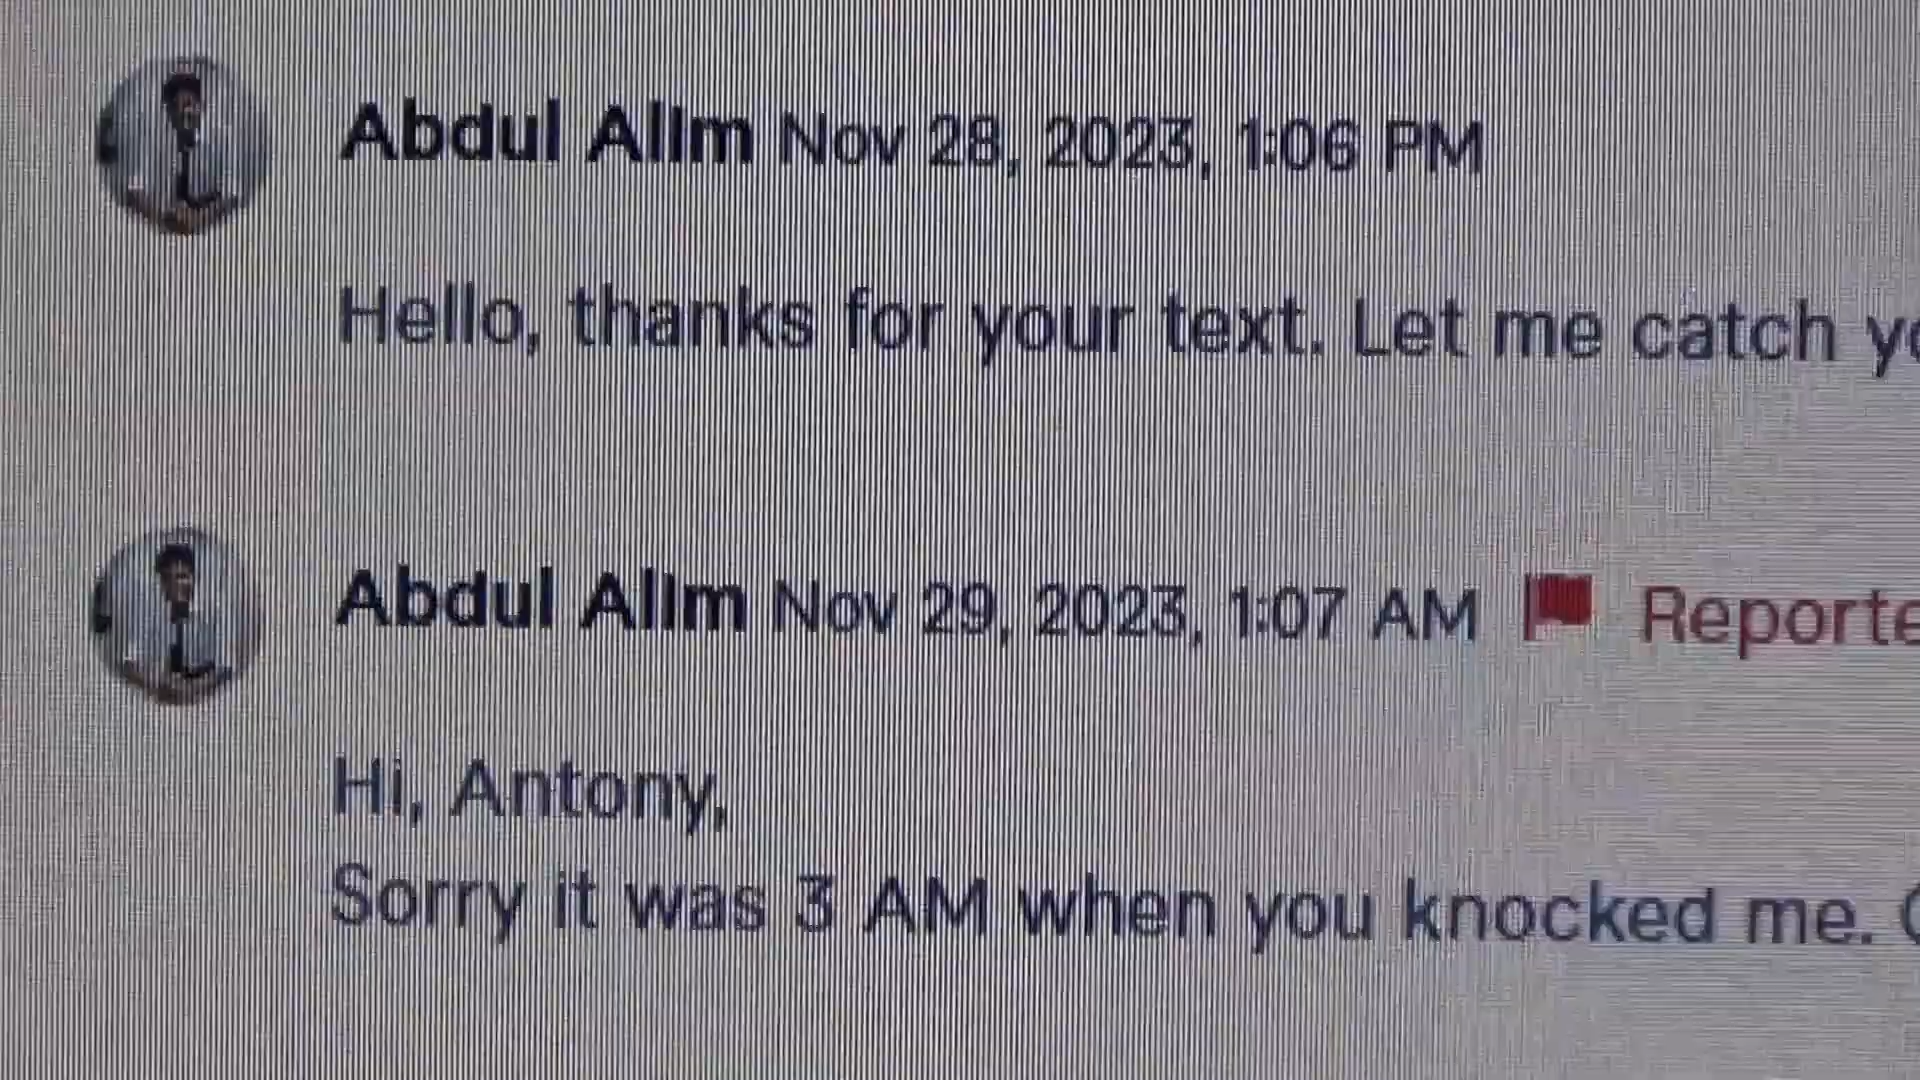 Abdul Alim Nov 28, 2023, 1:06 PM
Hello, thanks for your text. Let me catch
Abdul Alim Nov 29, 2023, 1:07 AM Reporte
Hi, Antony,
Sorry it was 3 AM when you knocked me.